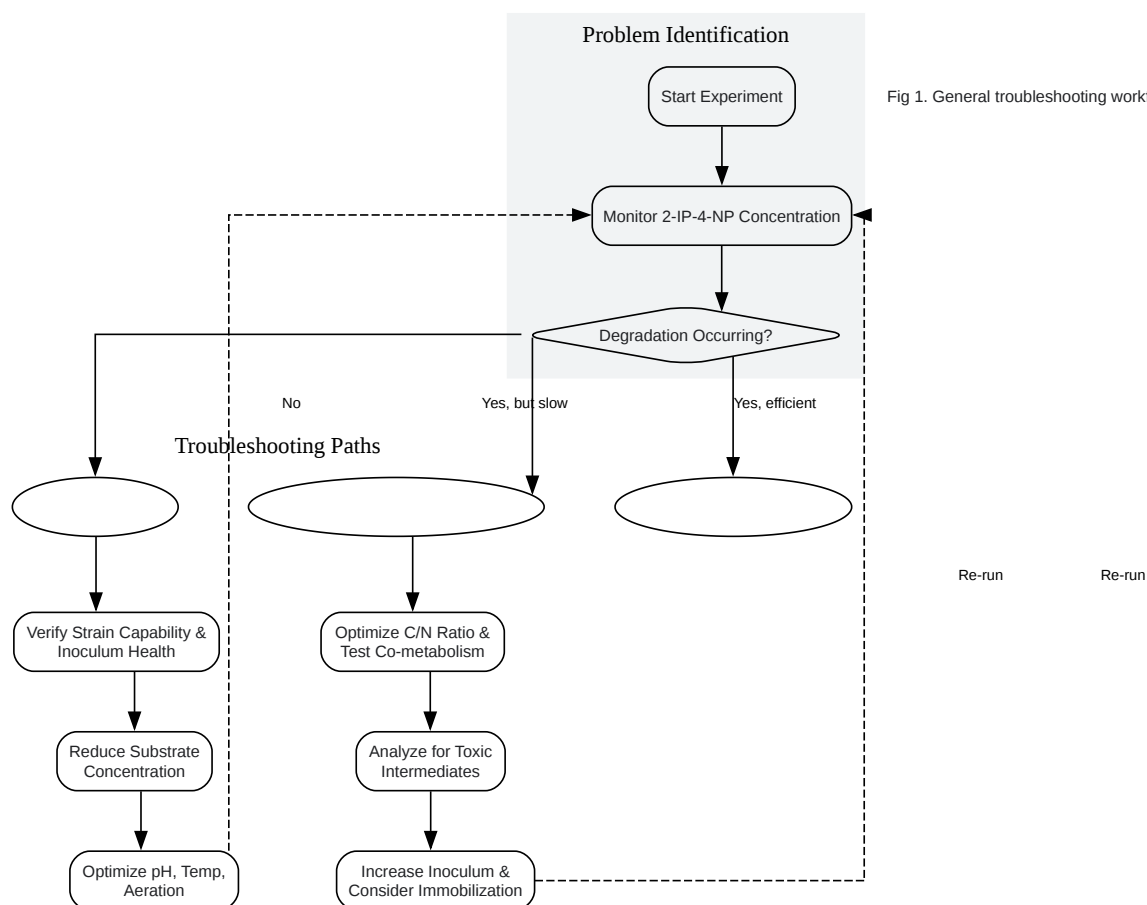 Problem Identification
Start Experiment
Fig 1. General troubleshooting
Monitor 2-IP-4-NP Concentration
Degradation Occurring?
No
Yes, but slow
Yes, efficient
Troubleshooting Paths
Re-run
Re-run
Verify Strain Capability &
Inoculum Health
Optimize C/N Ratio &
Test Co-metabolism
Reduce Substrate
Concentration
Analyze for Toxic
Intermediates
Optimize pH, Temp,
Aeration
Increase Inoculum &
Consider Immobilization